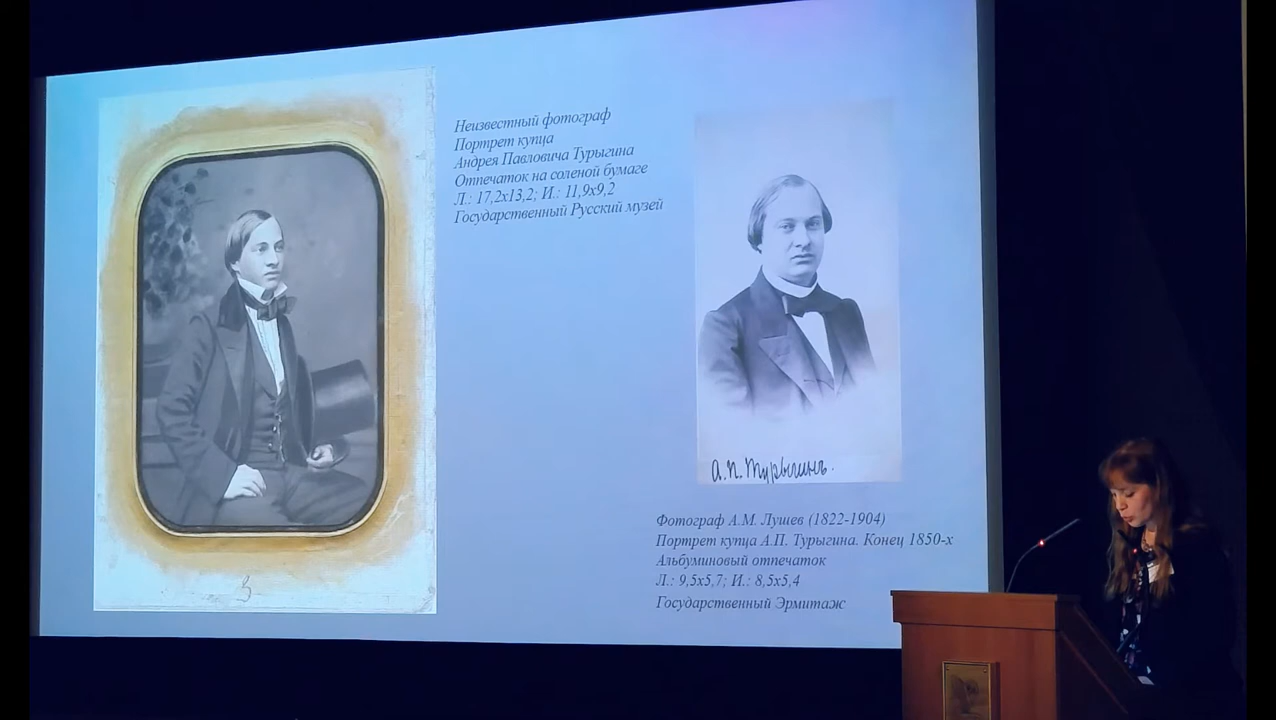 Неизвестный фотограф
Портрет купца
Андрея Павловича Турыгина
Отпечаток на соленой бумаге
Л.: 17,2х13,2; И.: 11,9х9,2
Государственный Русский музей
3
А.П. Турыгинъ.
Фотограф А.М. Лушев (1822-1904)
Портрет купца А.П. Турыгина. Конец 1850-х
Альбуминовый отпечаток
Л.: 9,5х5,7; И.: 8,5х5,4
Государственный Эрмитаж